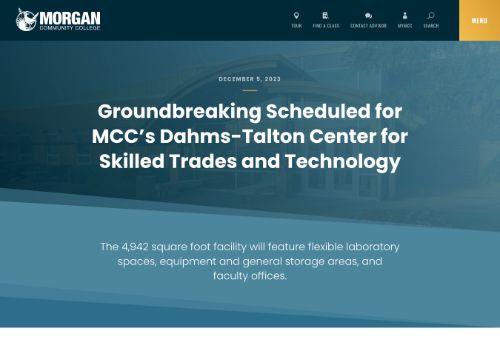 MORGAN
COMMUNITY COLLEGE
TOUR
FIND A CLASS
CONTACT ADVISOR
MYMCC
SEARCH
MENU
DECEMBER 5, 2023
Groundbreaking Scheduled for
MCC’s Dahms-Talton Center for
Skilled Trades and Technology
The 4,942 square foot facility will feature flexible laboratory
spaces, equipment and general storage areas, and
faculty offices.